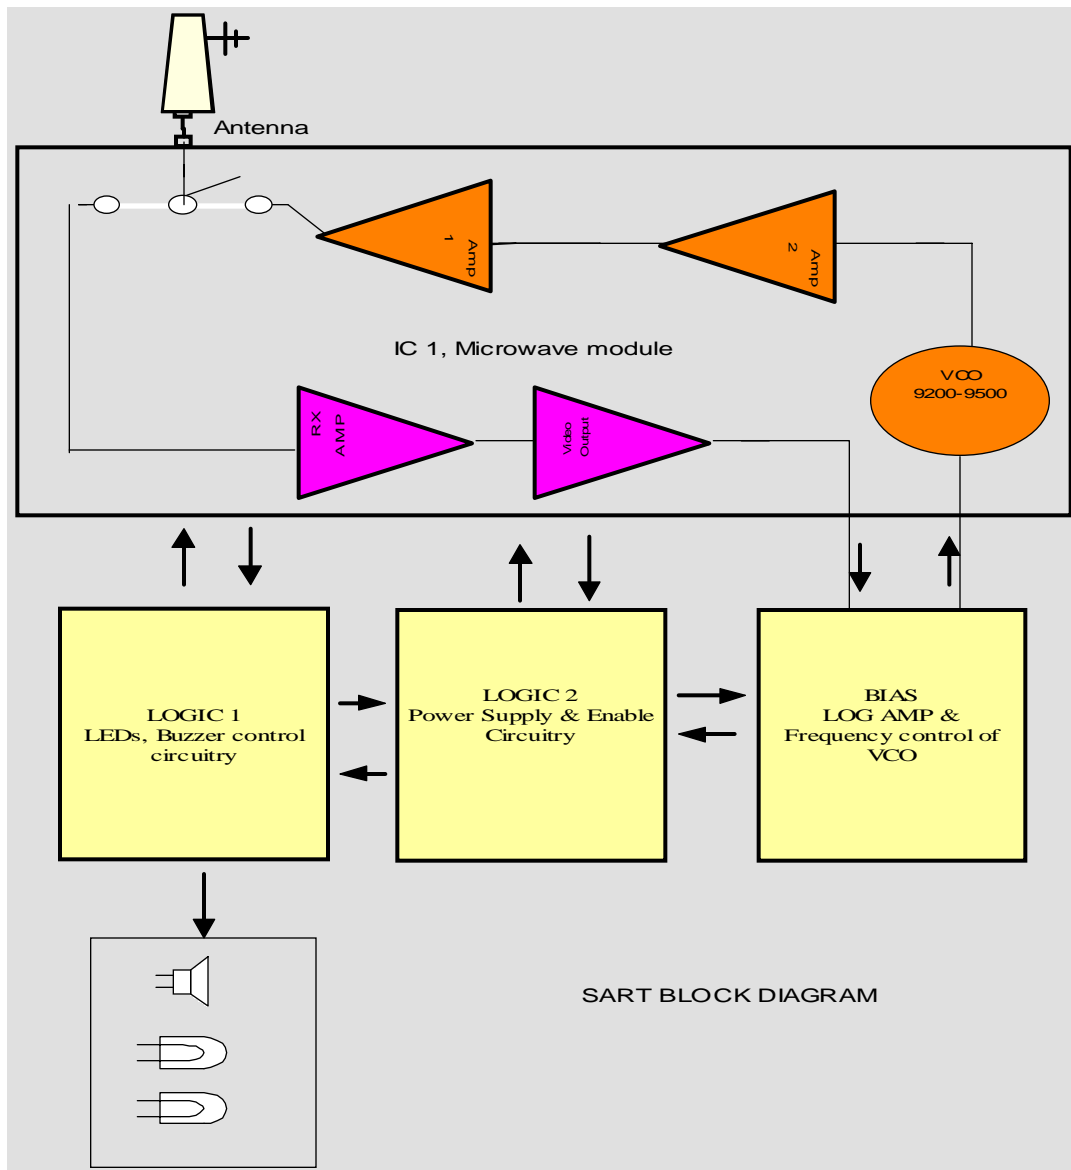 Antenna
Amp
1
Amp
2
IC 1, Microwave module
VCO
9200-9500
RX
AMP
Video
Output
LOGIC 1
LEDs, Buzzer control
circuitry
LOGIC 2
Power Supply & Enable
Circuitry
BIAS
LOG AMP &
Frequency control of
VCO
SART BLOCK DIAGRAM